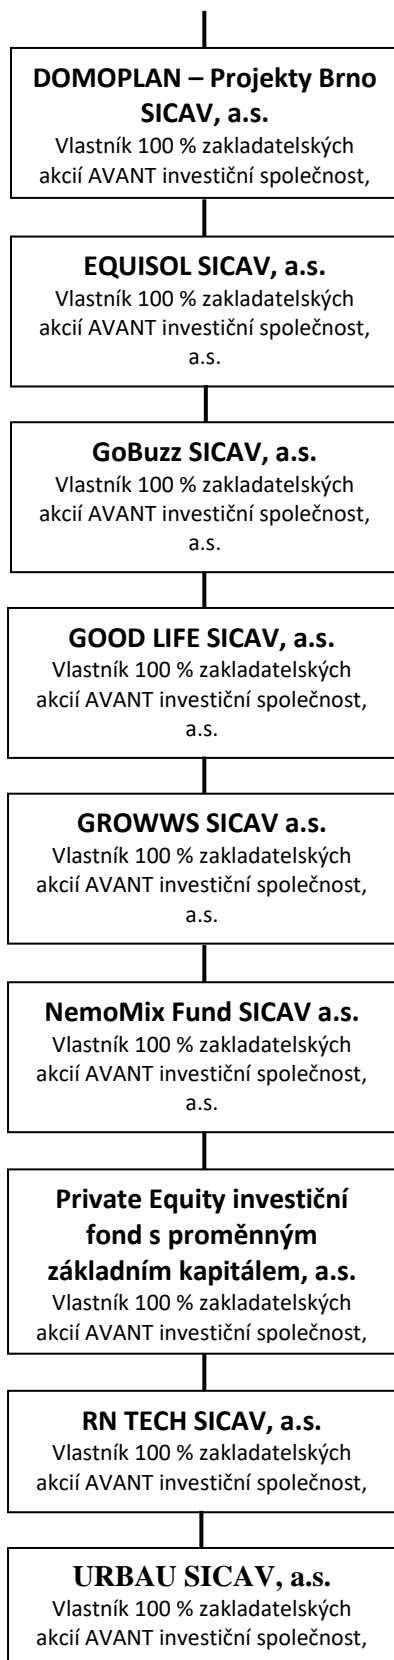 DOMOPLAN – Projekty Brno
SICAV, a.s.
Vlastník 100 % zakladatelských
akcií AVANT investiční společnost,
EQUISOL SICAV, a.s.
Vlastník 100 % zakladatelských
akcií AVANT investiční společnost,
a.s.
GoBuzz SICAV, a.s.
Vlastník 100 % zakladatelských
akcií AVANT investiční společnost,
a.s.
GOOD LIFE SICAV, a.s.
Vlastník 100 % zakladatelských
akcií AVANT investiční společnost,
a.s.
GROWWS SICAV a.s.
Vlastník 100 % zakladatelských
akcií AVANT investiční společnost,
a.s.
NemoMix Fund SICAV a.s.
Vlastník 100 % zakladatelských
akcií AVANT investiční společnost,
a.s.
Private Equity investiční
fond s proměnným
základním kapitálem, a.s.
Vlastník 100 % zakladatelských
akcií AVANT investiční společnost,
RN TECH SICAV, a.s.
Vlastník 100 % zakladatelských
akcií AVANT investiční společnost,
URBAU SICAV, a.s.
Vlastník 100 % zakladatelských
akcií AVANT investiční společnost,